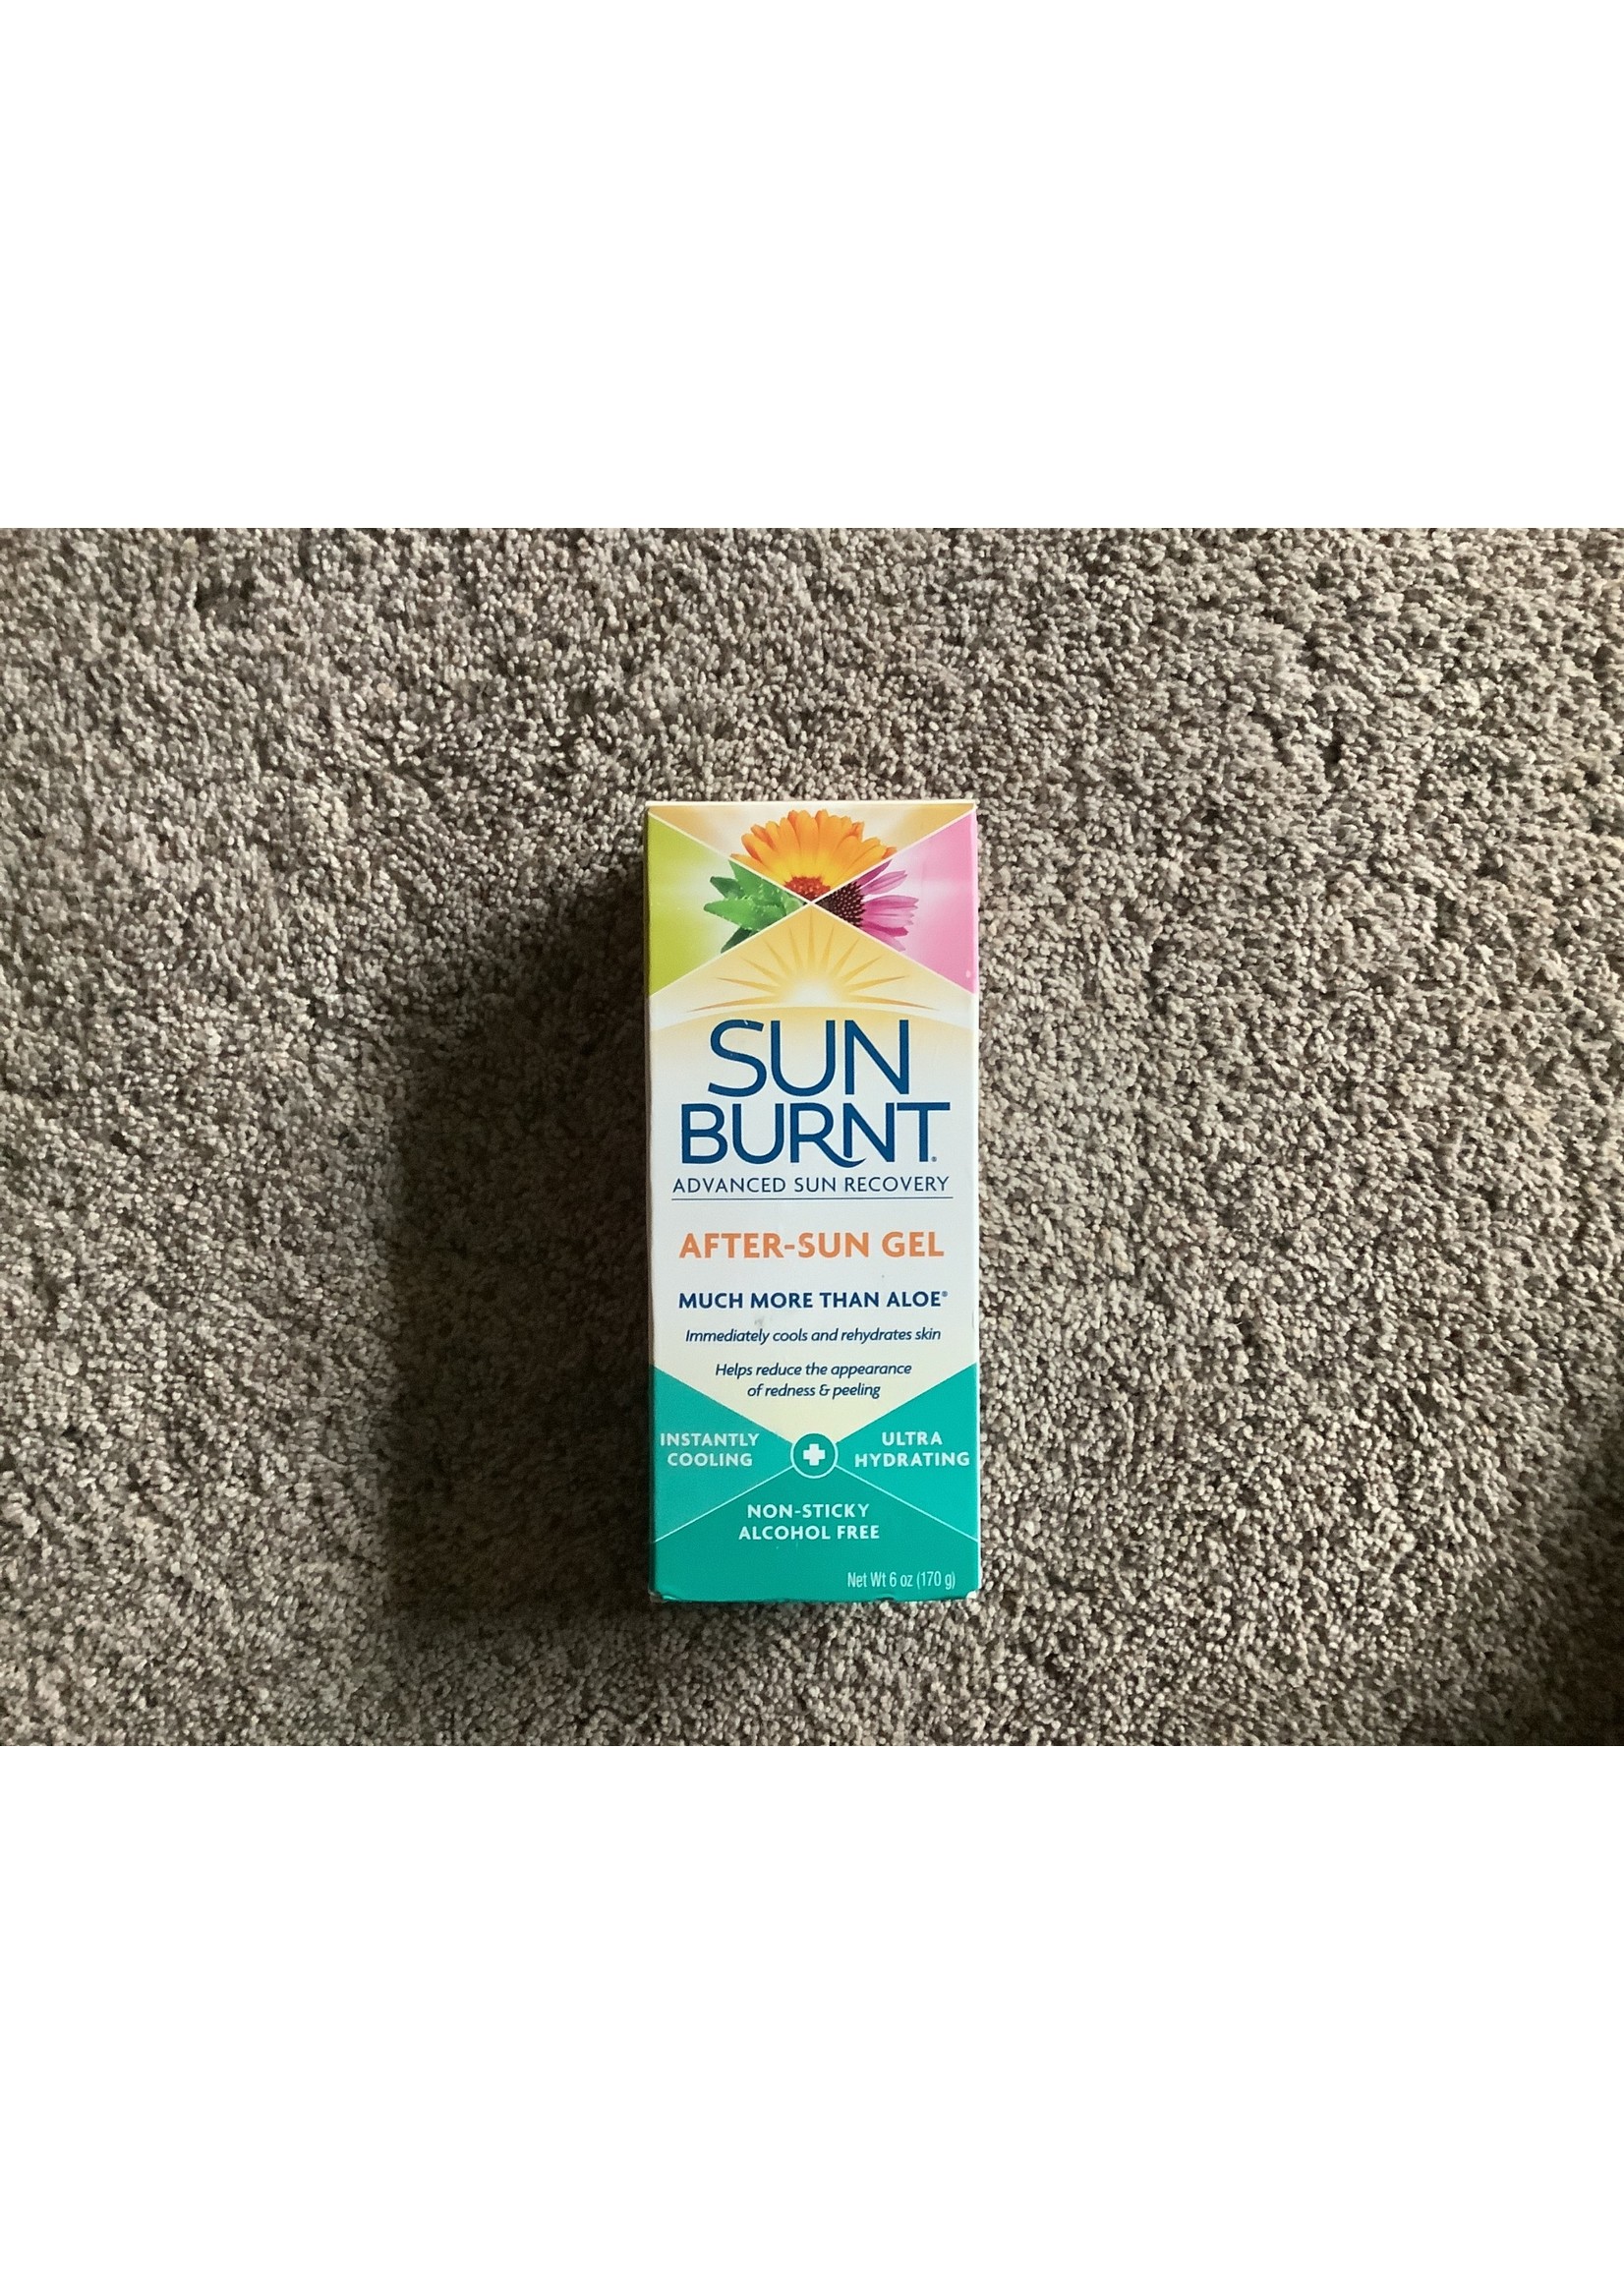 SUN
BURNT®
ADVANCED SUN RECOVERY
AFTER-SUN GEL
MUCH MORE THAN ALOE®
Immediately cools and rehydrates skin
Helps reduce the appearance
of redness & peeling
INSTANTLY
COOLING
ULTRA
HYDRATING
NON-STICKY
ALCOHOL FREE
Net Wt 6 oz (170 g)